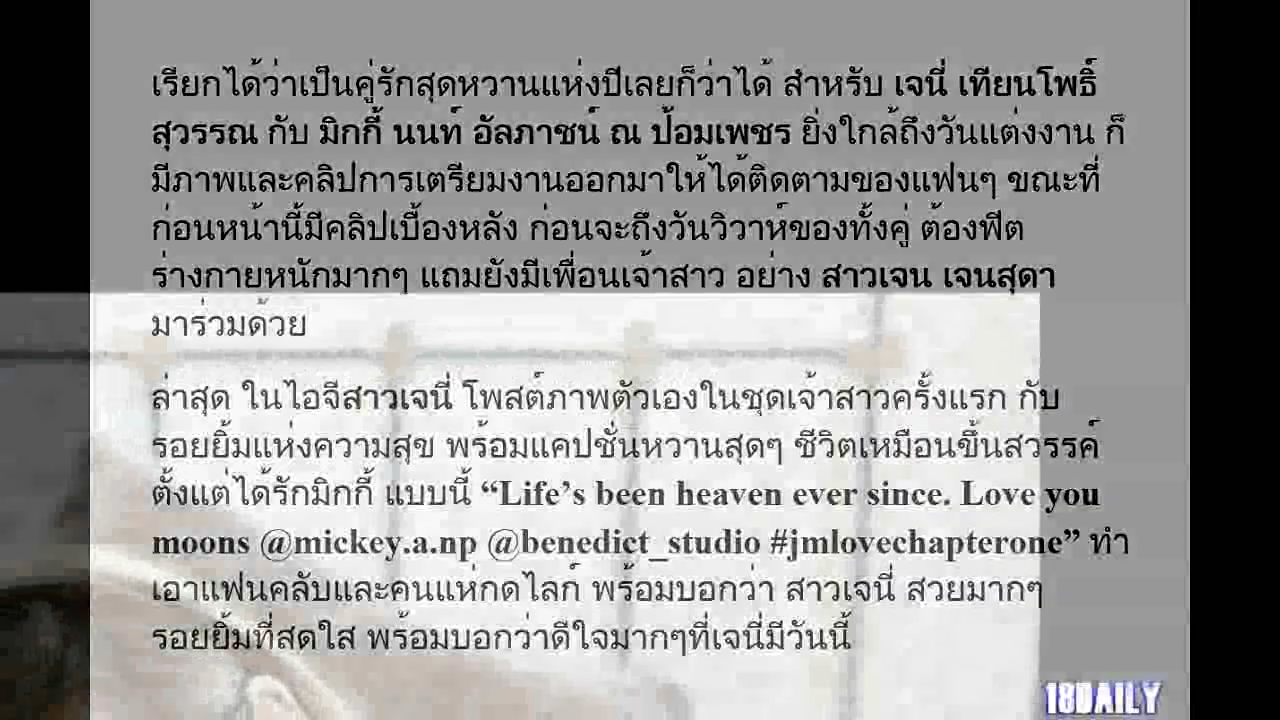 เรียกได้ว่าเป็นคู่รักสุดหวานแห่งปีเลยก็ว่าได้ สำหรับ เจนี่ เทียนโพธิ์
สุวรรณ กับ มิกกี้ นนท์ อัลภาชน์ ณ ป้อมเพชร ยิ่งใกล้ถึงวันแต่งงาน ก็
มีภาพและคลิปการเตรียมงานออกมาให้ได้ติดตามของแฟนๆ ขณะที่
ก่อนหน้านี้มีคลิปเบื้องหลัง ก่อนจะถึงวันวิวาห์ของทั้งคู่ ต้องฟีต
ร่างกายหนักมากๆ แถมยังมีเพื่อนเจ้าสาว อย่าง สาวเจน เจนสุดา
มาร่วมด้วย
ล่าสุด ในไอจีสาวเจนี่ โพสต์ภาพตัวเองในชุดเจ้าสาวครั้งแรก กับ
รอยยิ้มแห่งความสุข พร้อมแคปชั่นหวานสุดๆ ชีวิตเหมือนขึ้นสวรรค์
ตั้งแต่ได้รักมิกกี้ แบบนี้ “Life’s been heaven ever since. Love you
moons @mickey.a.np @benedict_studio #jmlovechapterone” ทำ
เอาแฟนคลับและคนแห่กดไลก์ พร้อมบอกว่า สาวเจนี่ สวยมากๆ
รอยยิ้มที่สดใส พร้อมบอกว่าดีใจมากๆที่เจนี่มีวันนี้
18DAILY